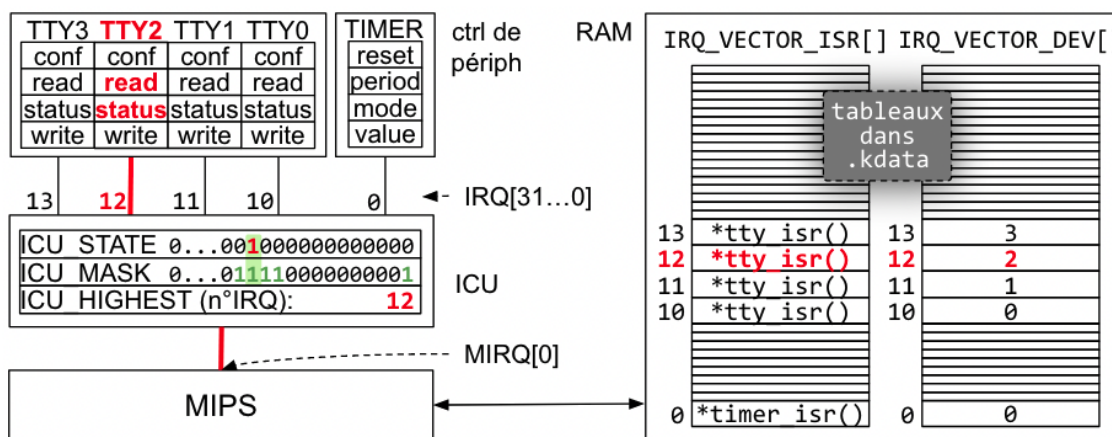 TTY3 TTY2 TTY1 TTY0
conf conf conf conf
read read read read
status status status status
write write write write
TIMER
reset
period
mode
value
ctrl de
périph
13 12 11 10 0
IRQ[31...0]
ICU_STATE 0...001000000000000
ICU_MASK 0...011110000000001
ICU_HIGHEST (n°IRQ): 12
ICU
MIRQ[0]
MIPS
RAM
IRQ_VECTOR_ISR[] IRQ_VECTOR_DEV[
tableaux
dans
.kdata
13 *tty_isr() 13 3
12 *tty_isr() 12 2
11 *tty_isr() 11 1
10 *tty_isr() 10 0
0 *timer_isr() 0 0